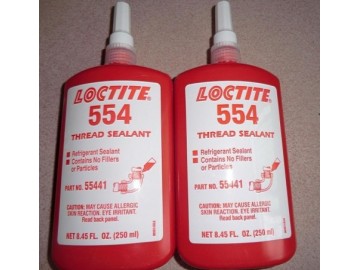 LOCTITE®
554
THREAD SEALANT
Refrigerant Sealant
Contains No Fillers
or Particles
PART NO. 55441
CAUTION: MAY CAUSE ALLERGIC
SKIN REACTION. EYE IRRITANT.
Read back panel.
NET 8.45 FL. OZ. (250 ml)
LOCTITE®
554
THREAD SEALANT
Refrigerant Sealant
Contains No Fillers
or Particles
PART NO. 55441
CAUTION: MAY CAUSE ALLERGIC
SKIN REACTION. EYE IRRITANT.
Read back panel.
NET 8.45 FL. OZ. (250 ml)